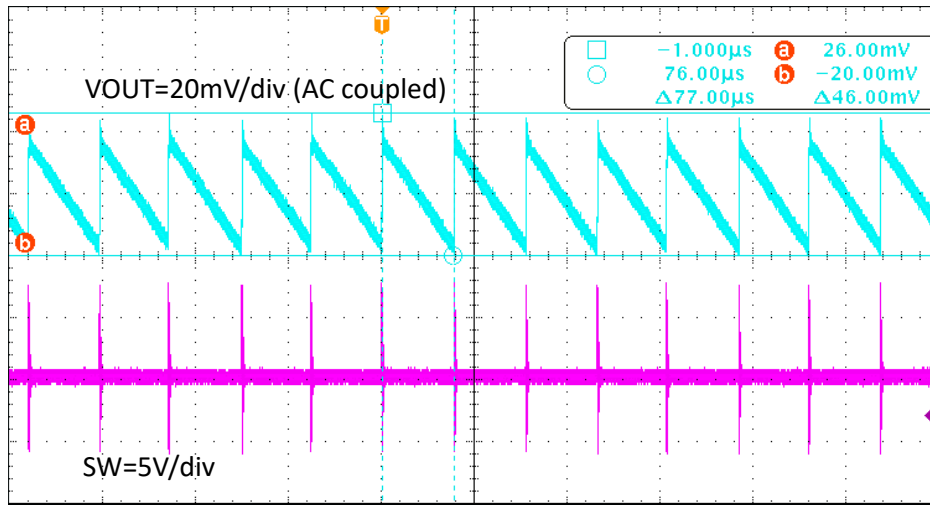 T
−1.000µs a 26.00mV
76.00µs b −20.00mV
Δ77.00µs Δ46.00mV
VOUT=20mV/div (AC coupled)
a
b
SW=5V/div